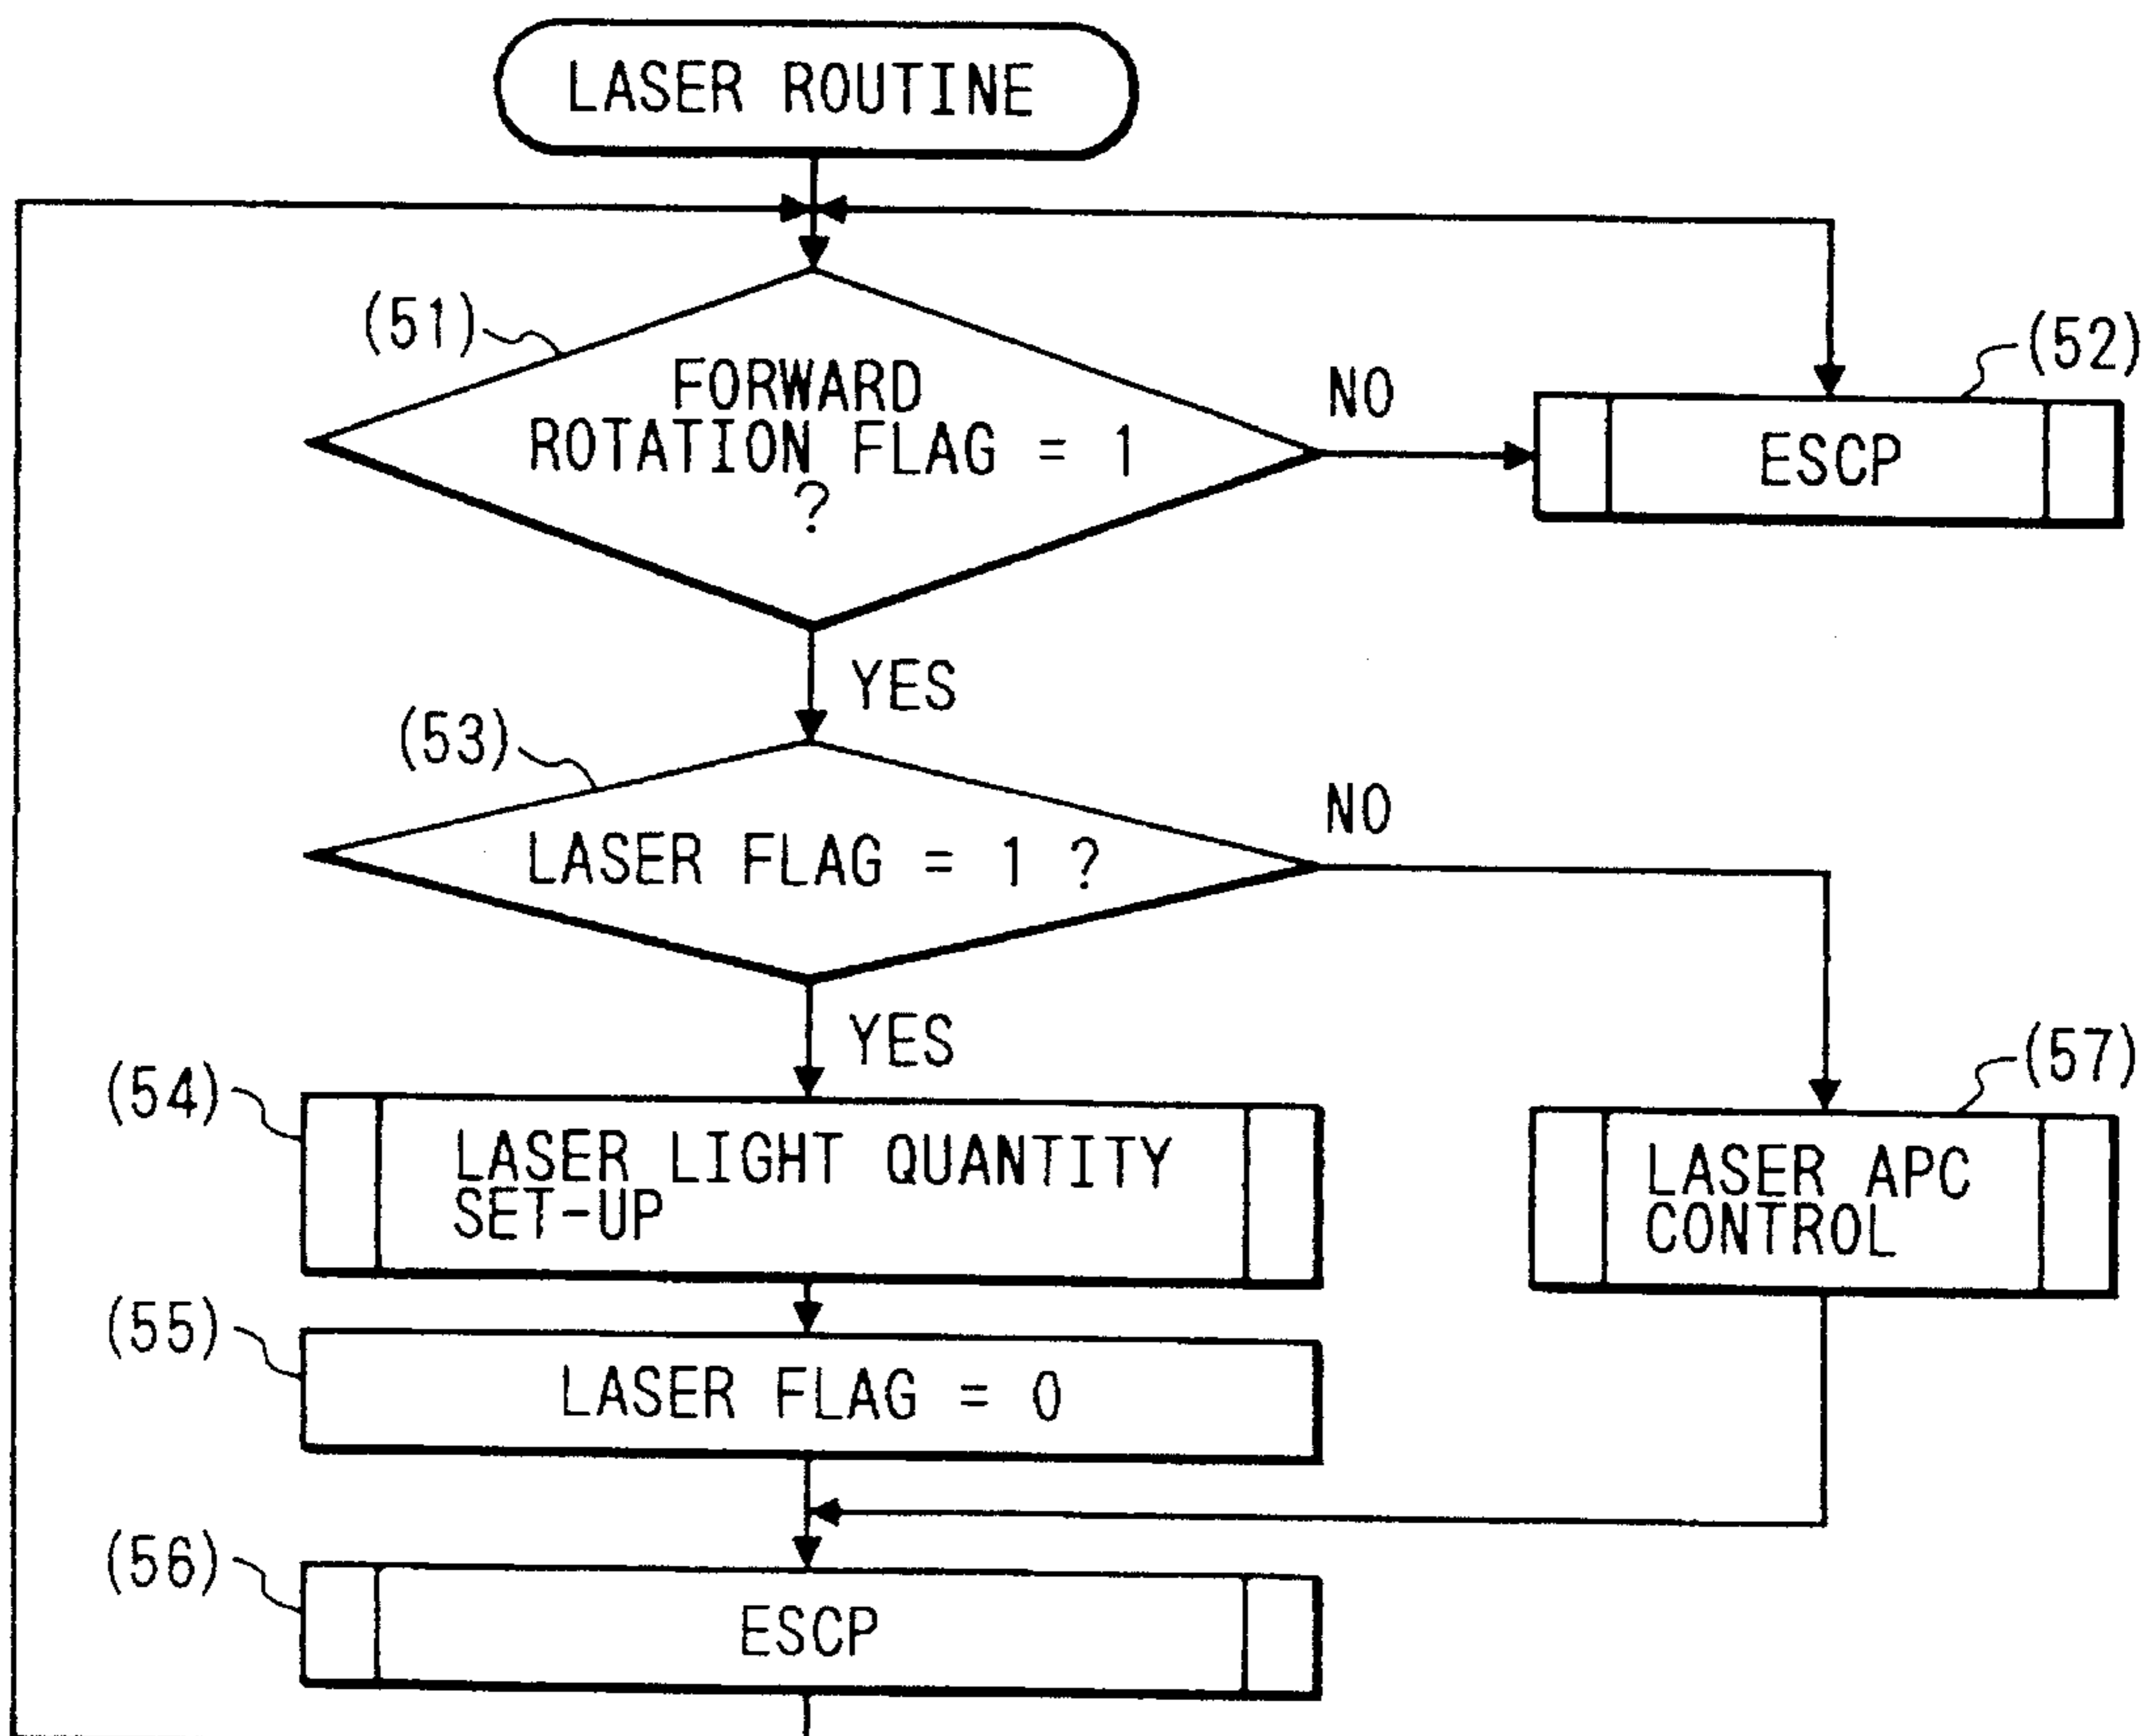 LASER ROUTINE
(51)
FORWARD
ROTATION FLAG = 1
?
NO
(52)
ESCP
YES
(53)
LASER FLAG = 1 ?
NO
YES
(54)
LASER LIGHT QUANTITY
SET-UP
(57)
LASER APC
CONTROL
(55)
LASER FLAG = 0
(56)
ESCP